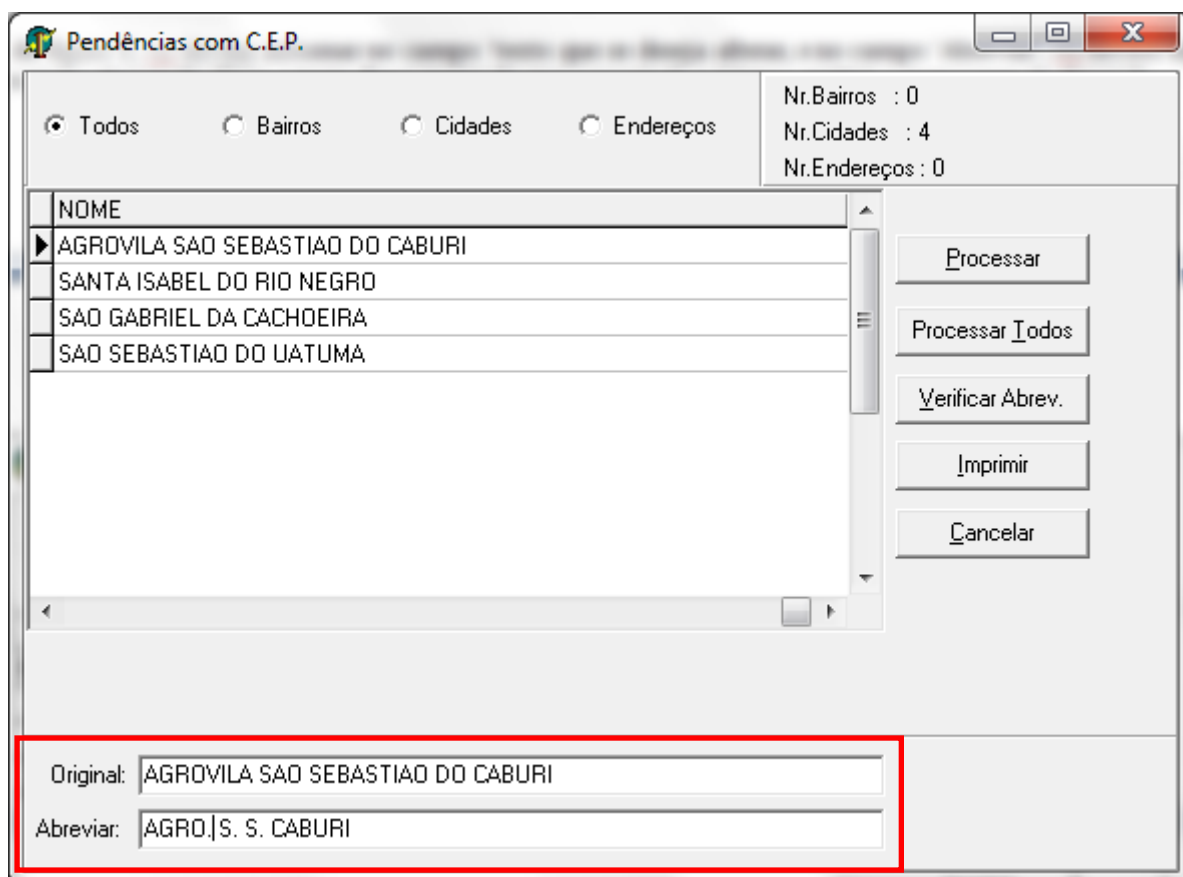 Pendências com C.E.P.
Todos Bairros Cidades Endereços
Nr.Bairros : 0
Nr.Cidades : 4
Nr.Endereços : 0
NOME
AGROVILA SAO SEBASTIAO DO CABURI
SANTA ISABEL DO RIO NEGRO
SAO GABRIEL DA CACHOEIRA
SAO SEBASTIAO DO UATUMA
Processar
Processar Todos
Verificar Abrev.
Imprimir
Cancelar
Original: AGROVILA SAO SEBASTIAO DO CABURI
Abreviar: AGRO. S. S. CABURI